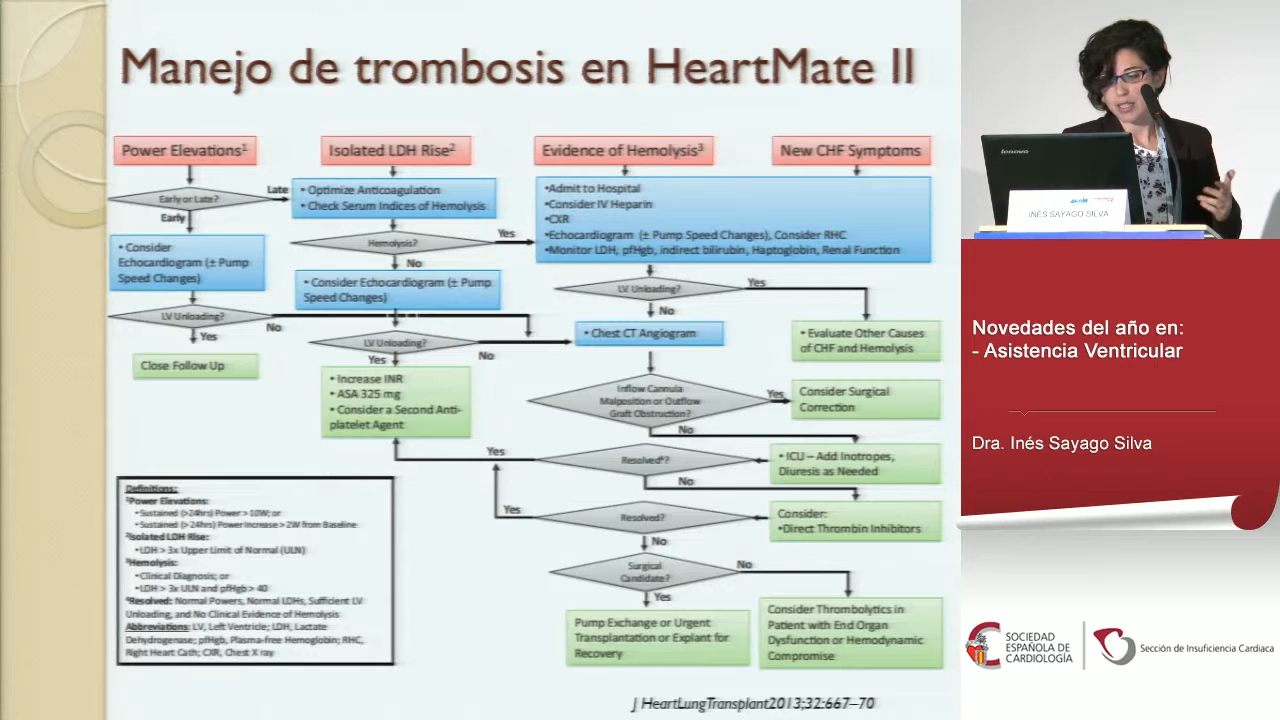 Manejo de trombosis en HeartMate II
Power Elevations1
Isolated LDH Rise2
Evidence of Hemolysis3
New CHF Symptoms
Early or Late?
Late
Early
• Optimize Anticoagulation
• Check Serum Indices of Hemolysis
•Admit to Hospital
•Consider IV Heparin
•CXR
•Echocardiogram (± Pump Speed Changes), Consider RHC
•Monitor LDH, pfHgb, indirect bilirubin, Haptoglobin, Renal Function
Hemolysis?
Yes
No
• Consider
Echocardiogram (± Pump
Speed Changes)
• Consider Echocardiogram (± Pump
Speed Changes)
LV Unloading?
Yes
No
LV Unloading?
No
Yes
LV Unloading?
Yes
No
• Chest CT Angiogram
• Evaluate Other Causes
of CHF and Hemolysis
Close Follow Up
• Increase INR
• ASA 325 mg
• Consider a Second Anti-
platelet Agent
Inflow Cannula
Malposition or Outflow
Graft Obstruction?
Yes
No
Consider Surgical
Correction
Resolved4?
Yes
No
• ICU – Add Inotropes,
Diuresis as Needed
Resolved?
Yes
No
Consider:
•Direct Thrombin Inhibitors
Surgical
Candidate?
No
Yes
Pump Exchange or Urgent
Transplantation or Explant for
Recovery
Consider Thrombolytics in
Patient with End Organ
Dysfunction or Hemodynamic
Compromise
Definitions:
1Power Elevations:
•Sustained (>24hrs) Power > 10W; or
•Sustained (> 24hrs) Power Increase > 2W from Baseline
2Isolated LDH Rise:
•LDH > 3x Upper Limit of Normal (ULN)
3Hemolysis:
•Clinical Diagnosis; or
•LDH > 3x ULN and pfHgb > 40
4Resolved: Normal Powers, Normal LDHs, Sufficient LV
Unloading, and No Clinical Evidence of Hemolysis
Abbreviations: LV, Left Ventricle; LDH, Lactate
Dehydrogenase; pfHgb, Plasma-free Hemoglobin; RHC,
Right Heart Cath; CXR, Chest X ray
J HeartLungTransplant2013;32:667–70
lenovo
INÉS SAYAGO SILVA
Novedades del año en:
- Asistencia Ventricular
Dra. Inés Sayago Silva
SOCIEDAD
ESPAÑOLA DE
CARDIOLOGÍA
Sección de Insuficiencia Cardiaca